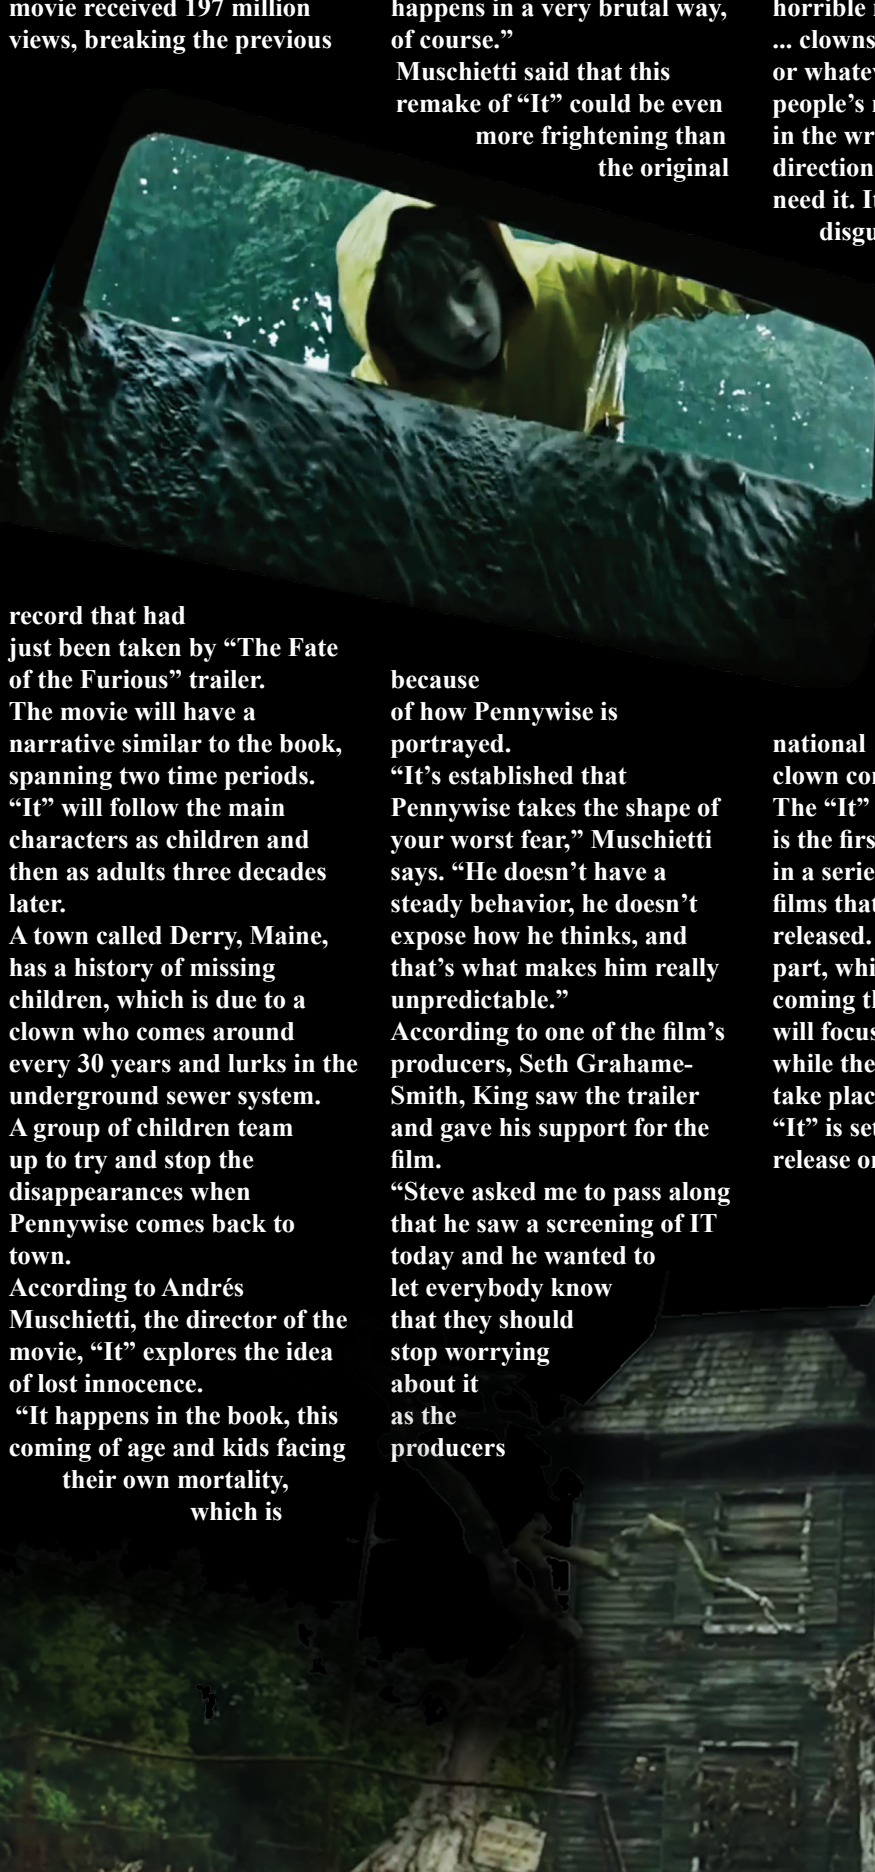 movie received 197 million
views, breaking the previous
record that had
just been taken by “The Fate
of the Furious” trailer.
The movie will have a
narrative similar to the book,
spanning two time periods.
“It” will follow the main
characters as children and
then as adults three decades
later.
A town called Derry, Maine,
has a history of missing
children, which is due to a
clown who comes around
every 30 years and lurks in the
underground sewer system.
A group of children team
up to try and stop the
disappearances when
Pennywise comes back to
town.
According to Andrés
Muschietti, the director of the
movie, “It” explores the idea
of lost innocence.
“It happens in the book, this
coming of age and kids facing
their own mortality,
which is
happens in a very brutal way,
of course.”
Muschietti said that this
remake of “It” could be even
more frightening than
the original
because
of how Pennywise is
portrayed.
“It’s established that
Pennywise takes the shape of
your worst fear,” Muschietti
says. “He doesn’t have a
steady behavior, he doesn’t
expose how he thinks, and
that’s what makes him really
unpredictable.”
According to one of the film’s
producers, Seth Grahame-
Smith, King saw the trailer
and gave his support for the
film.
“Steve asked me to pass along
that he saw a screening of IT
today and he wanted to
let everybody know
that they should
stop worrying
about it
as the
producers
horrible
... clowns
or
people’s
in the
direction
need it.
national
clown
The “It”
is the
in a
films
released.
part,
coming
will
while
take
“It” is
release